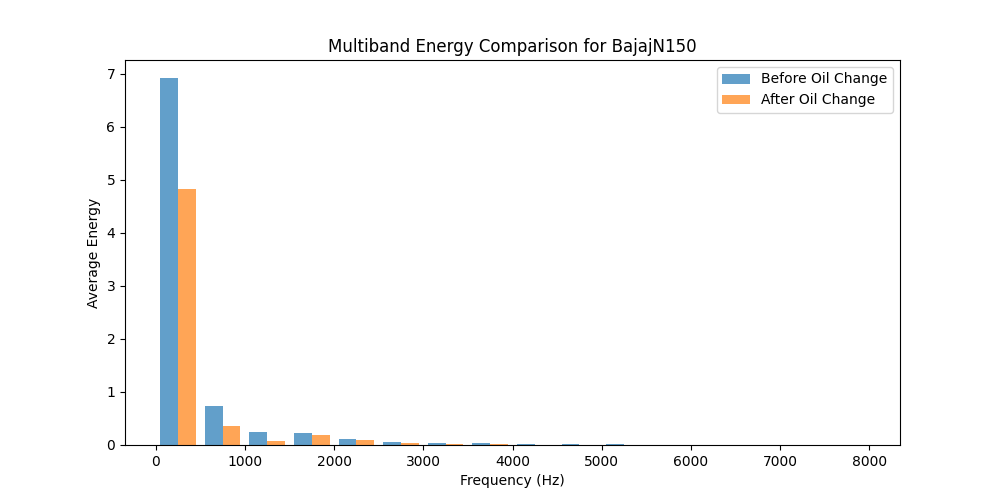 Multiband Energy Comparison for BajajN150
Before Oil Change
After Oil Change
Average Energy
7
6
5
4
3
2
1
0
0 1000 2000 3000 4000 5000 6000 7000 8000
Frequency (Hz)